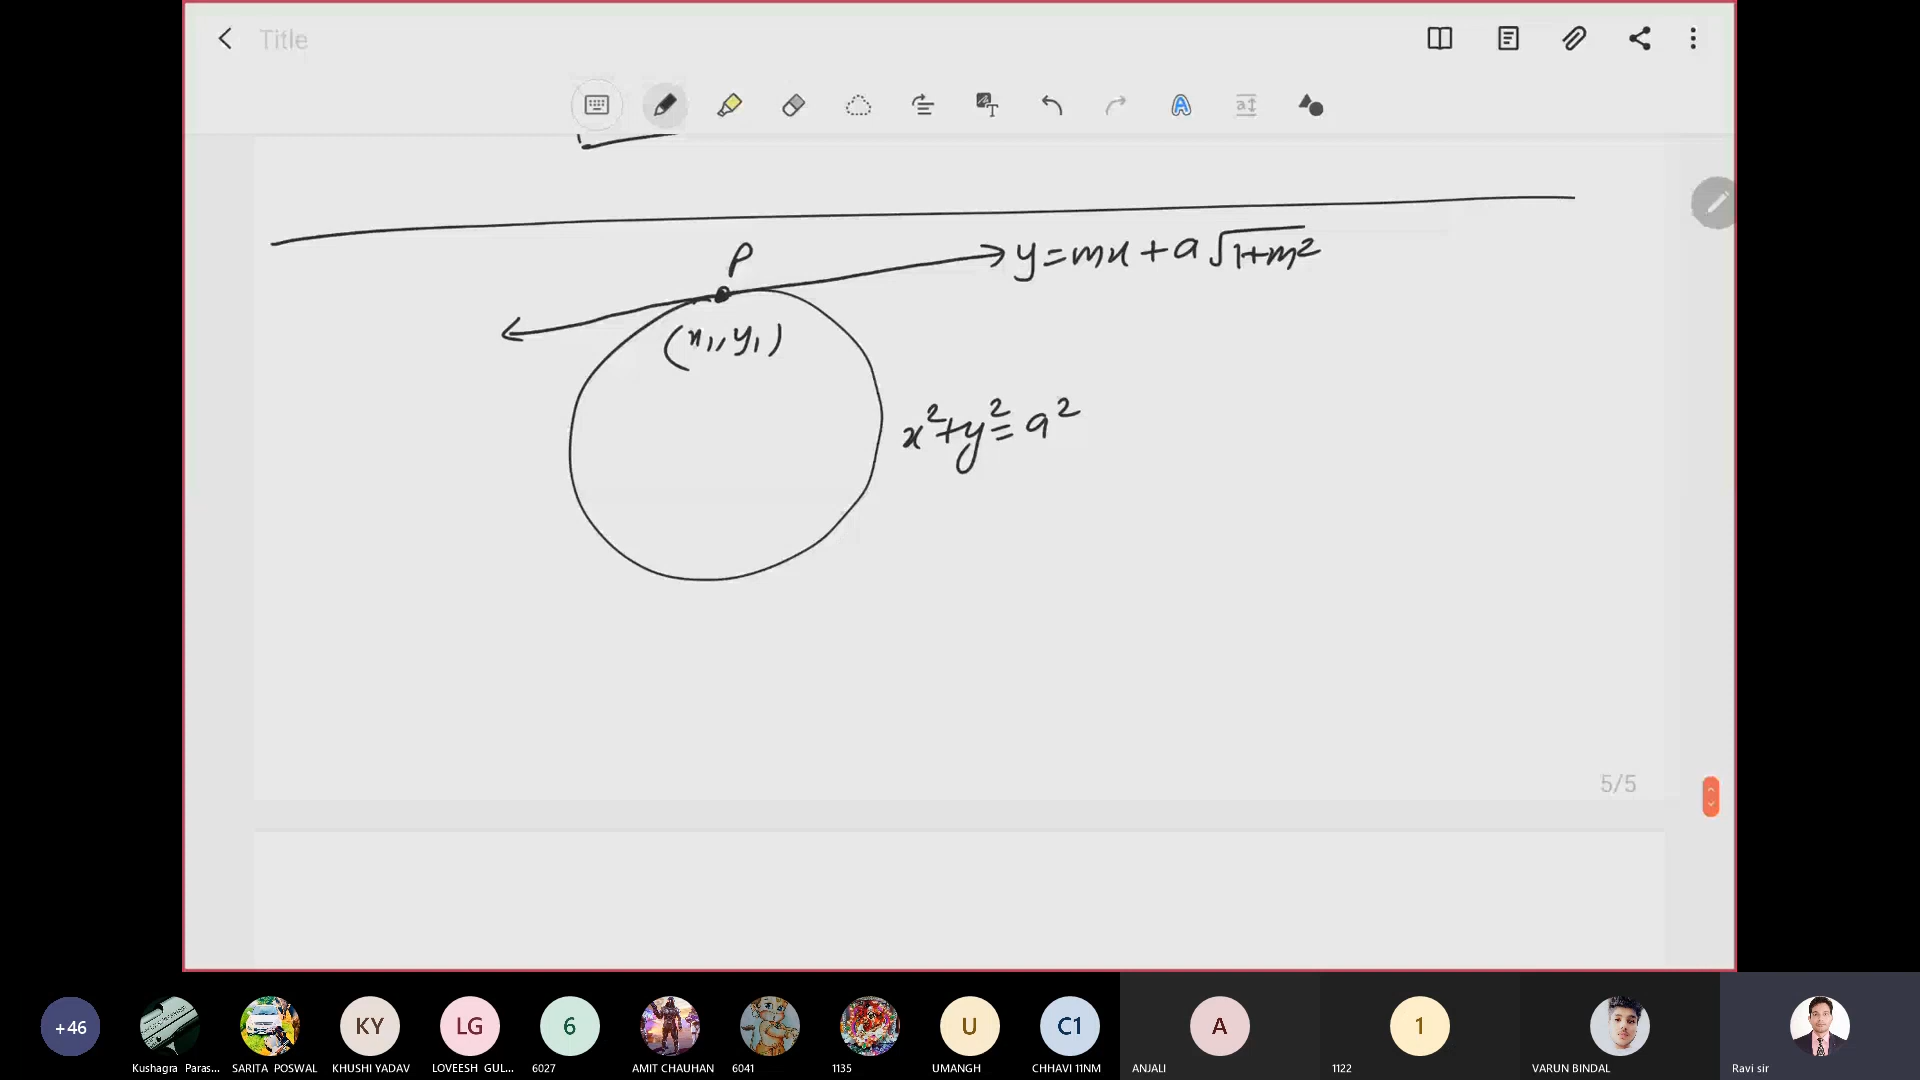 Title
P
y=mx+a√1+m²
(x₁,y₁)
x²+y²=a²
5/5
+46
KY
LG
6
U
C1
A
1
Kushagra Paras...
SARITA POSWAL
KHUSHI YADAV
LOVEESH GUL...
6027
AMIT CHAUHAN
6041
1135
UMANGH
CHHAVI 11NM
ANJALI
1122
VARUN BINDAL
Ravi sir